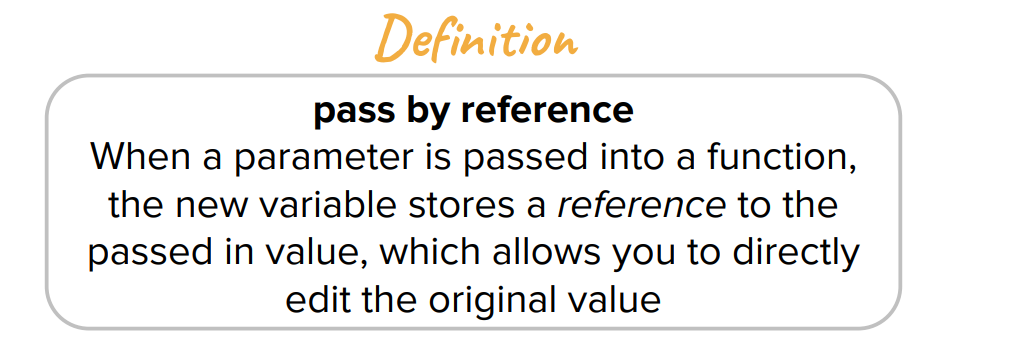 Definition
pass by reference
When a parameter is passed into a function,
the new variable stores a reference to the
passed in value, which allows you to directly
edit the original value